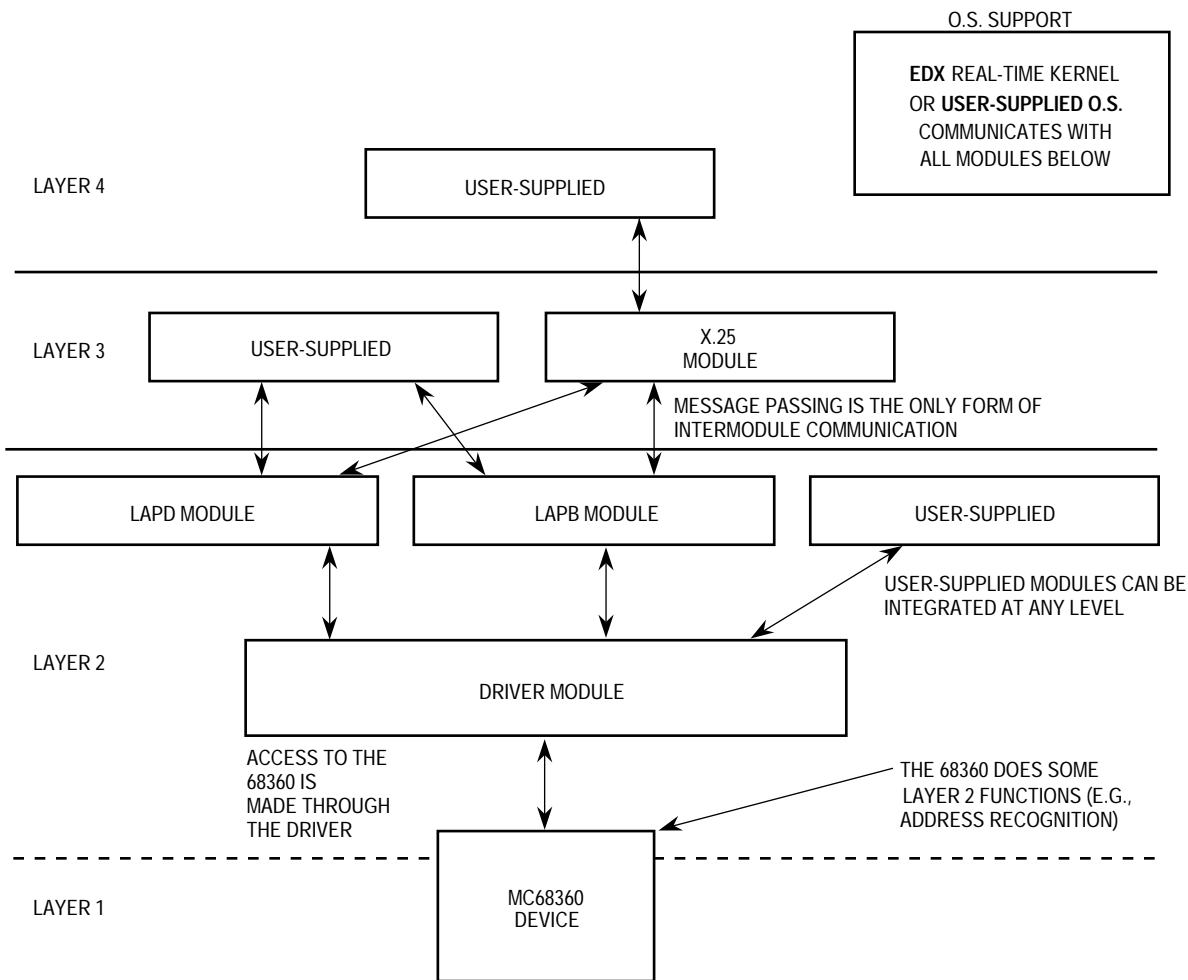 O.S. SUPPORT
EDX REAL-TIME KERNEL
OR USER-SUPPLIED O.S.
COMMUNICATES WITH
ALL MODULES BELOW
LAYER 4
USER-SUPPLIED
LAYER 3
USER-SUPPLIED
X.25
MODULE
MESSAGE PASSING IS THE ONLY FORM OF
INTERMODULE COMMUNICATION
LAPD MODULE
LAPB MODULE
USER-SUPPLIED
USER-SUPPLIED MODULES CAN BE
INTEGRATED AT ANY LEVEL
LAYER 2
DRIVER MODULE
ACCESS TO THE
68360 IS
MADE THROUGH
THE DRIVER
THE 68360 DOES SOME
LAYER 2 FUNCTIONS (E.G.,
ADDRESS RECOGNITION)
LAYER 1
MC68360
DEVICE